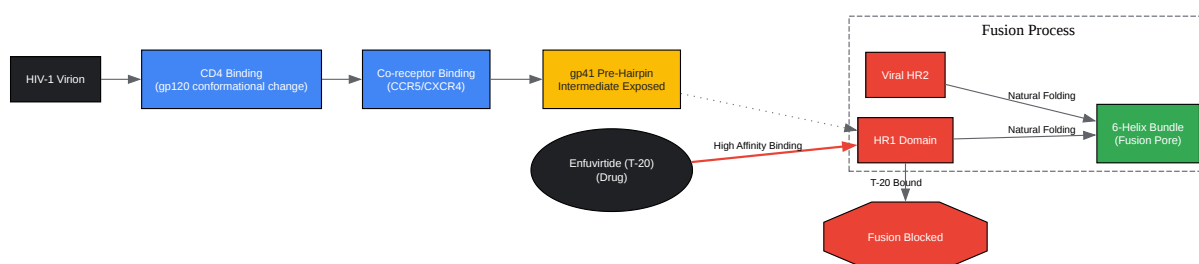 Fusion Process
HIV-1 Virion
CD4 Binding
(gp120 conformational change)
Co-receptor Binding
(CCR5/CXCR4)
gp41 Pre-Hairpin
Intermediate Exposed
Viral HR2
Natural Folding
HR1 Domain
Natural Folding
6-Helix Bundle
(Fusion Pore)
Enfuvirtide (T-20)
(Drug)
High Affinity Binding
T-20 Bound
Fusion Blocked